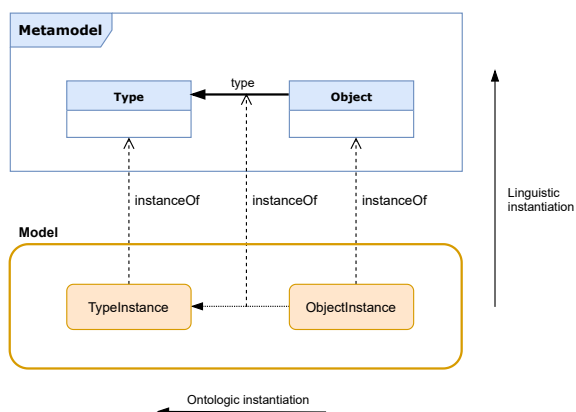 Metamodel
type
Type
Object
instanceOf
instanceOf
instanceOf
Linguistic
instantiation
Model
TypeInstance
ObjectInstance
Ontologic instantiation